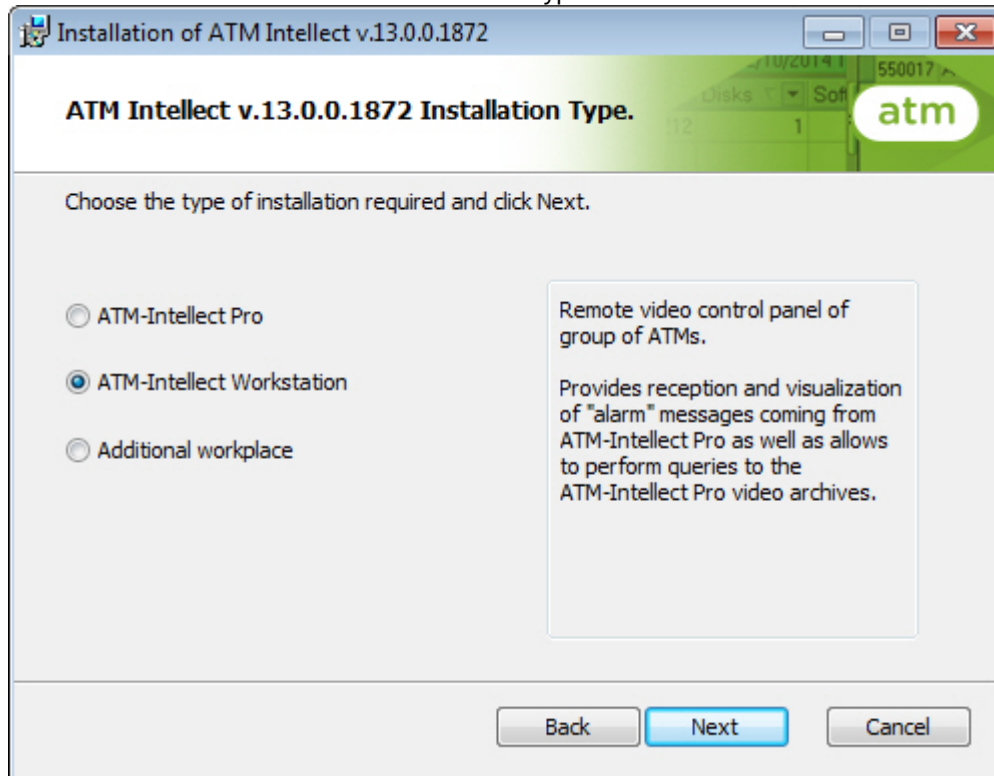 Installation of ATM Intellect v.13.0.0.1872
550017
Disks
1
atm
ATM Intellect v.13.0.0.1872 Installation Type.
Choose the type of installation required and click Next.
ATM-Intellect Pro
ATM-Intellect Workstation
Additional workplace
Remote video control panel of
group of ATMs.
Provides reception and visualization
of "alarm" messages coming from
ATM-Intellect Pro as well as allows
to perform queries to the
ATM-Intellect Pro video archives.
Back
Next
Cancel